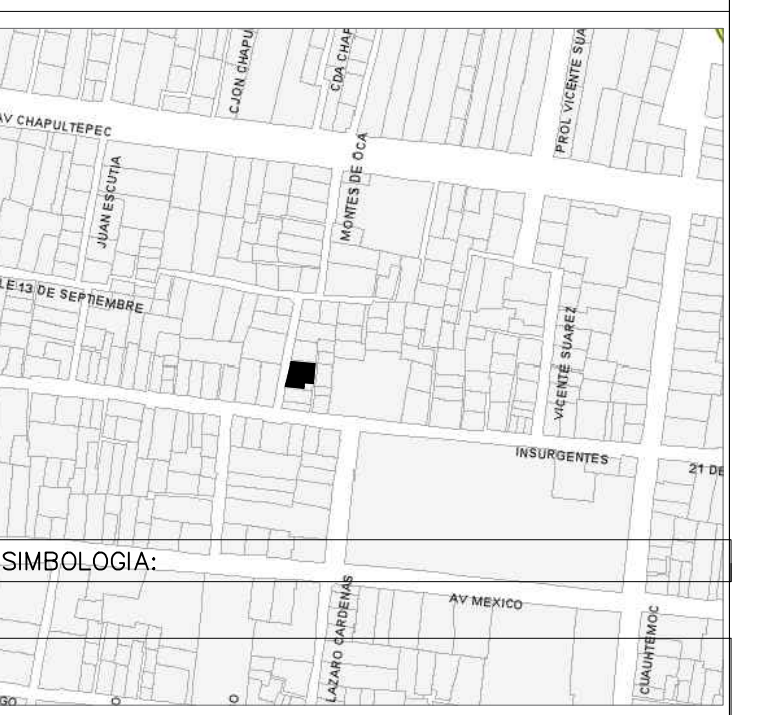 CJON CHAPU
CDA CHAP
PROL VICENTE SUA
AV CHAPULTEPEC
JUAN ESCUTIA
MONTES DE OCA
LE 13 DE SEPTIEMBRE
VICENTE SUAREZ
INSURGENTES
21 DE
SIMBOLOGIA:
AV MEXICO
LAZARO CARDENAS
CUAUHTEMOC
GO
O
O